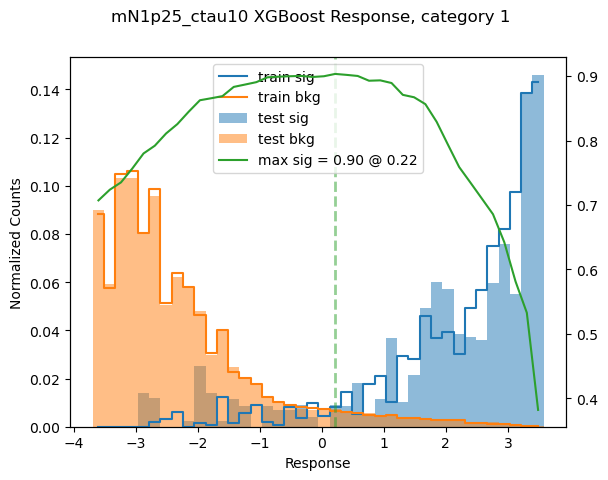 mN1p25_ctau10 XGBoost Response, category 1
train sig
train bkg
test sig
test bkg
max sig = 0.90 @ 0.22
Normalized Counts
0.14
0.12
0.10
0.08
0.06
0.04
0.02
0.00
0.9
0.8
0.7
0.6
0.5
0.4
−4 −3 −2 −1 0 1 2 3
Response